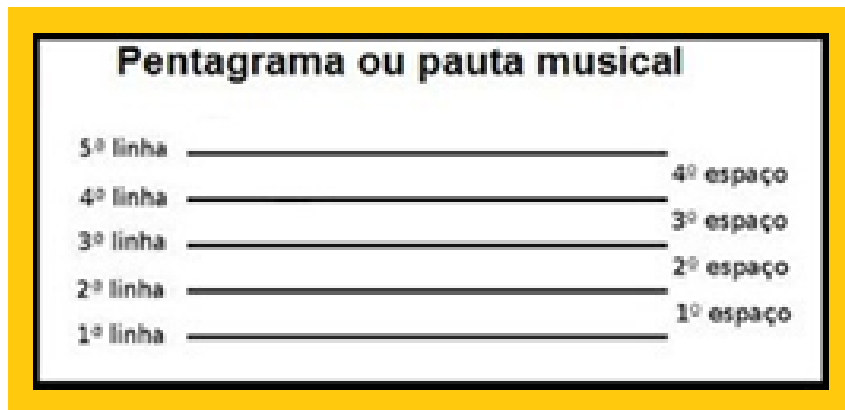 Pentagrama ou pauta musical
5ª linha
4º espaço
4ª linha
3º espaço
3ª linha
2º espaço
2ª linha
1º espaço
1ª linha